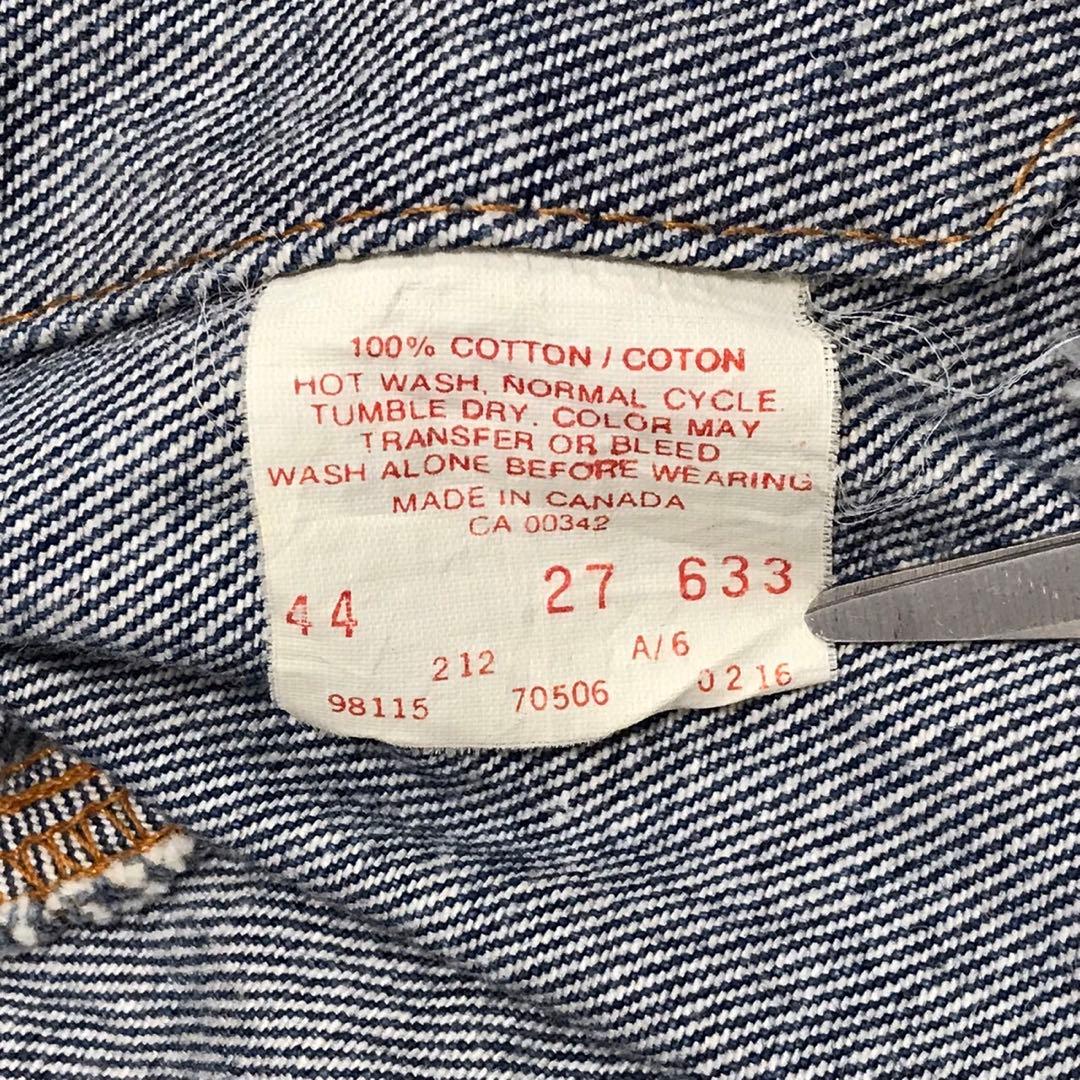 100% COTTON / COTON
HOT WASH, NORMAL CYCLE.
TUMBLE DRY. COLOR MAY
TRANSFER OR BLEED
WASH ALONE BEFORE WEARING
MADE IN CANADA
CA 00342
44 27 633
212 A/6
98115 70506 0216